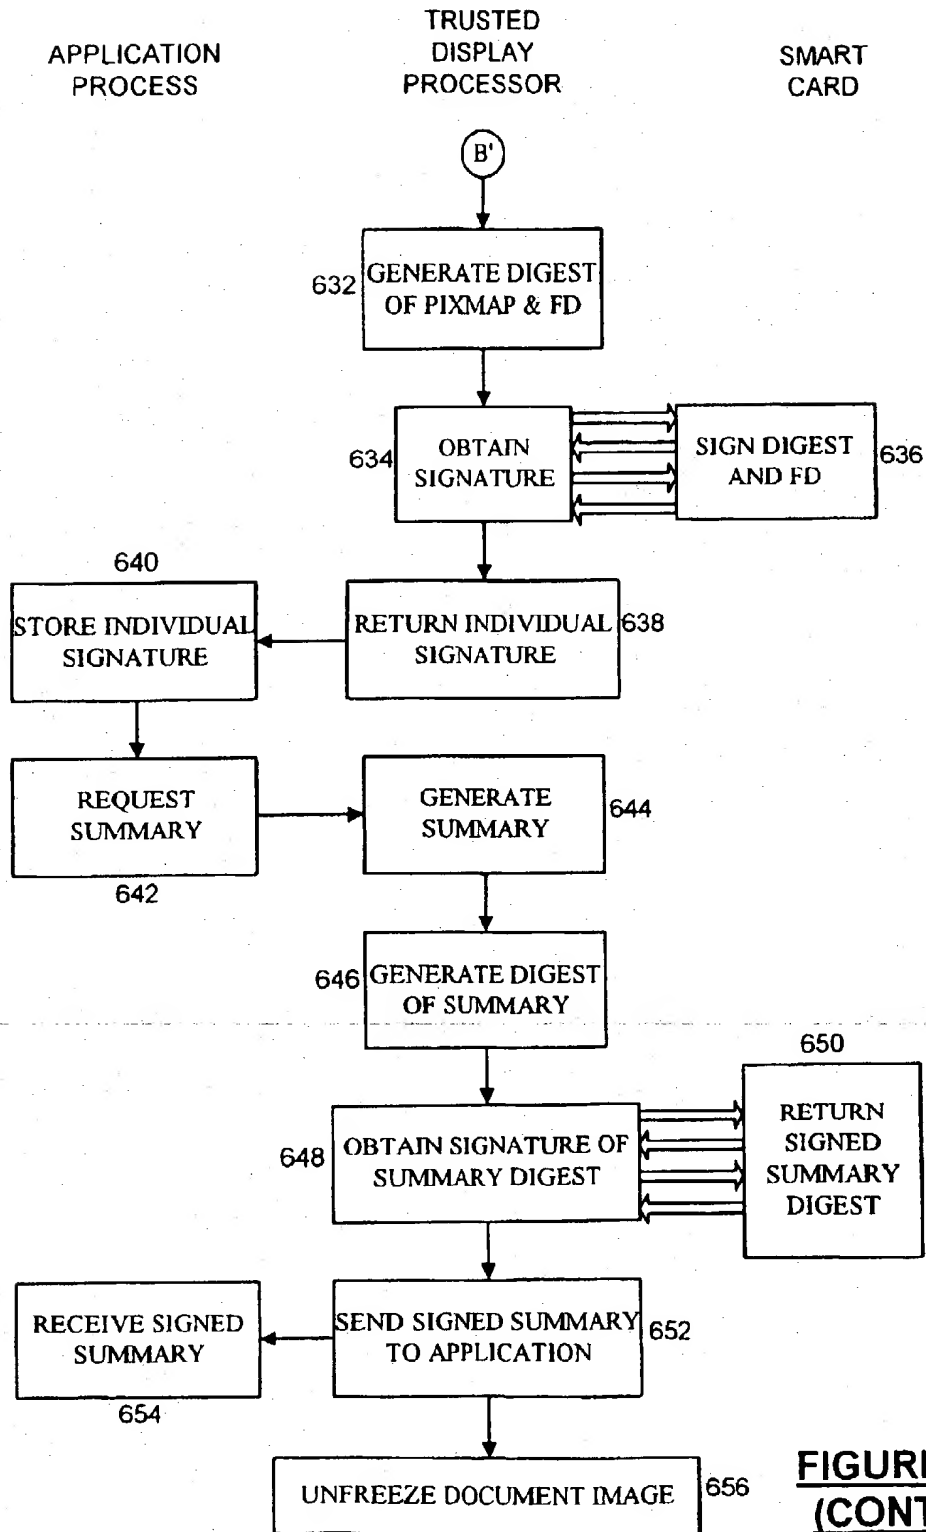 APPLICATION
PROCESS
TRUSTED
DISPLAY
PROCESSOR
SMART
CARD
B'
632
GENERATE DIGEST
OF PIXMAP & FD
634
OBTAIN
SIGNATURE
SIGN DIGEST
AND FD
636
640
STORE INDIVIDUAL
SIGNATURE
RETURN INDIVIDUAL
SIGNATURE
638
REQUEST
SUMMARY
642
GENERATE
SUMMARY
644
646
GENERATE DIGEST
OF SUMMARY
648
OBTAIN SIGNATURE OF
SUMMARY DIGEST
650
RETURN
SIGNED
SUMMARY
DIGEST
RECEIVE SIGNED
SUMMARY
654
SEND SIGNED SUMMARY
TO APPLICATION
652
UNFREEZE DOCUMENT IMAGE
656